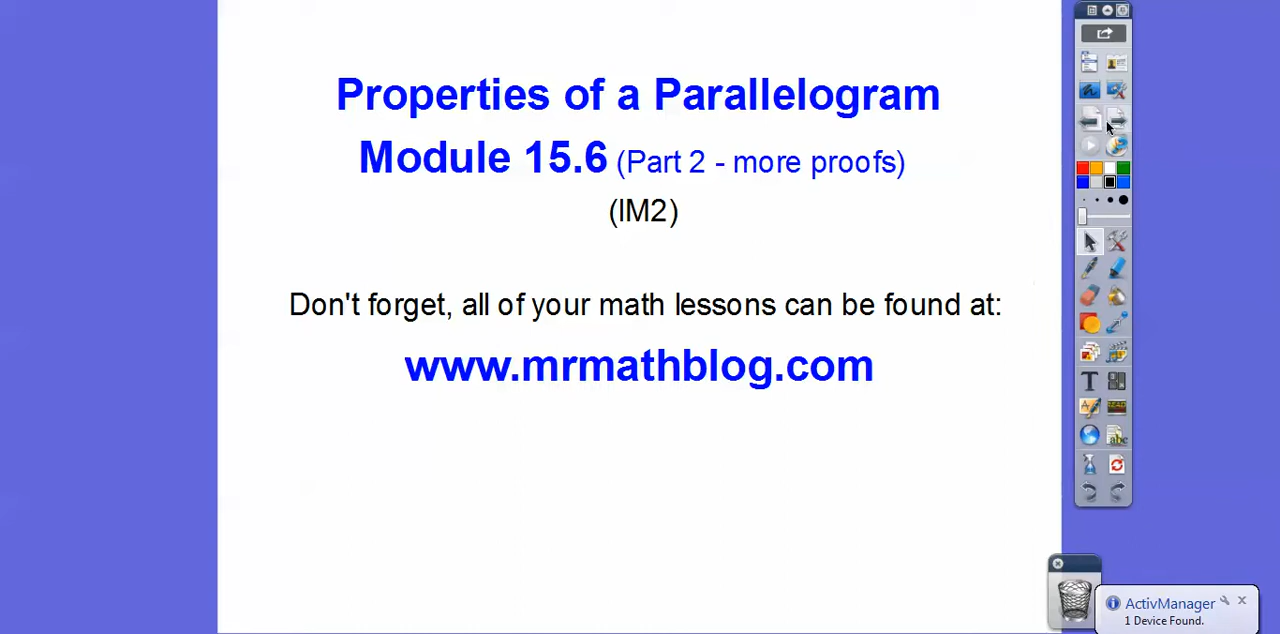 Properties of a Parallelogram
Module 15.6 (Part 2 - more proofs)
(IM2)
Don't forget, all of your math lessons can be found at:
www.mrmathblog.com
T
abc
ActivManager
1 Device Found.